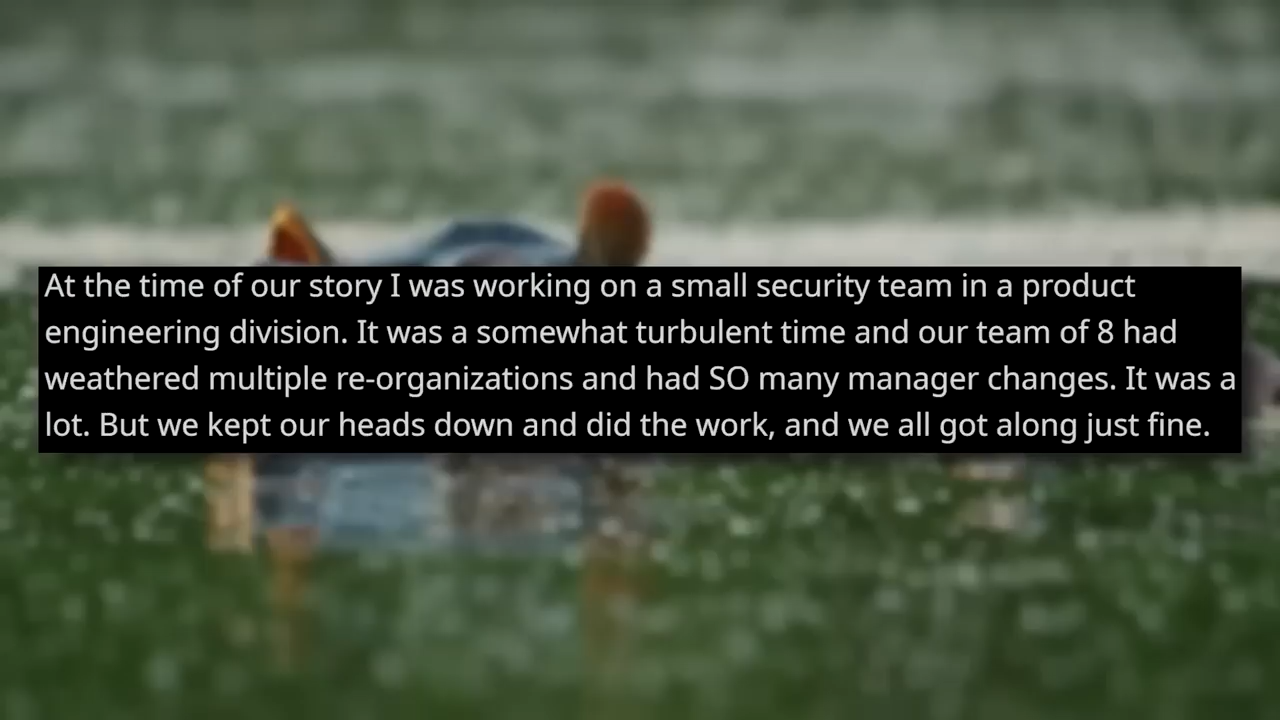 At the time of our story I was working on a small security team in a product
engineering division. It was a somewhat turbulent time and our team of 8 had
weathered multiple re-organizations and had SO many manager changes. It was a
lot. But we kept our heads down and did the work, and we all got along just fine.